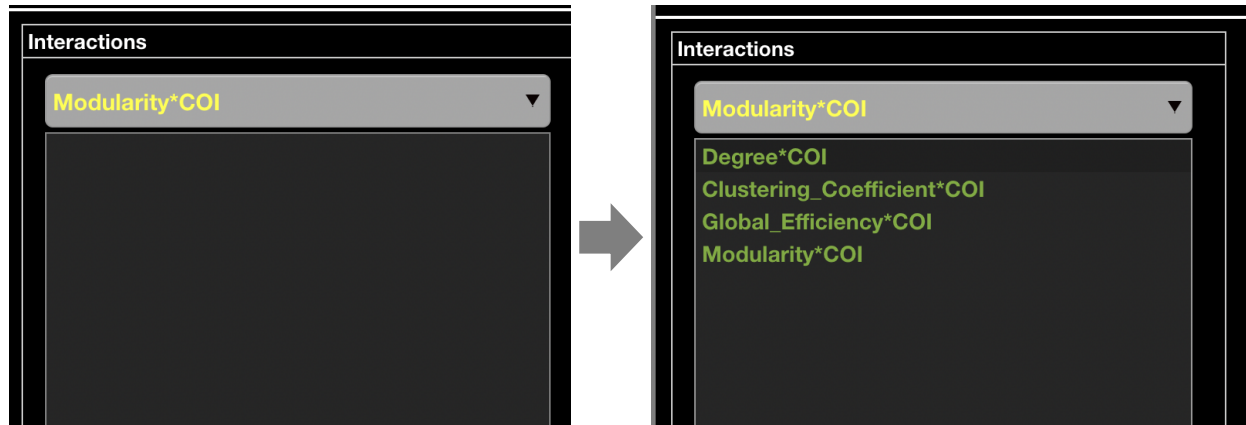 Interactions
Modularity*COI
Interactions
Modularity*COI
Degree*COI
Clustering_Coefficient*COI
Global_Efficiency*COI
Modularity*COI